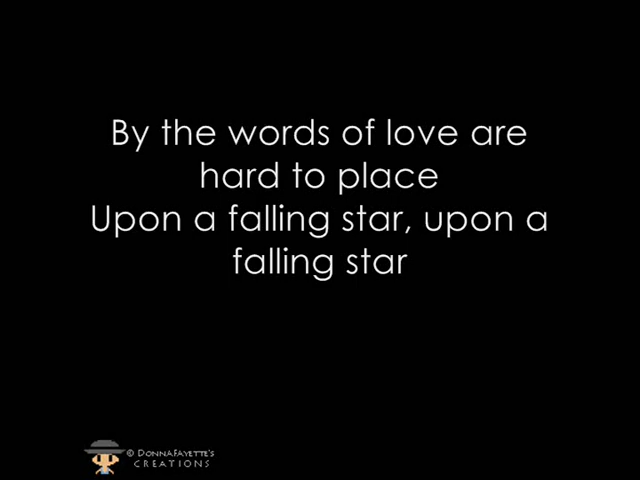 By the words of love are
hard to place
Upon a falling star, upon a
falling star
© DonnaFayette's
CREATIONS